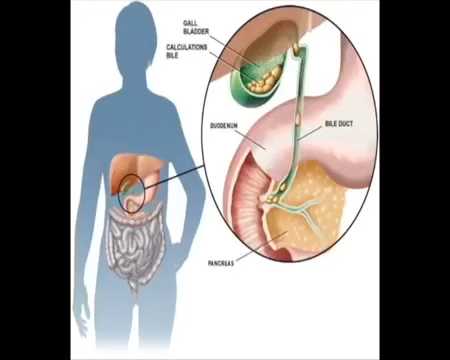 GALL
BLADDER
CALCULATIONS
BILE
DUODENUM
BILE DUCT
PANCREAS